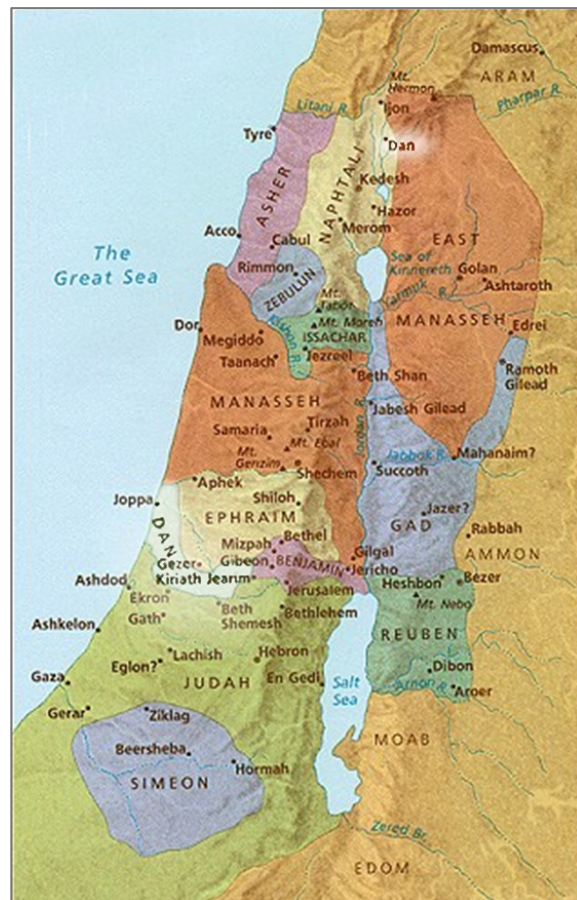 Damascus
Mt.
Hermon
ARAM
Pharpar R.
Litani R.
Ijon
Tyre
Dan
ASHER
NAPHTALI
Kedesh
Hazor
Merom
Acco
Cabul
EAST
Sea of
Kinnereth
The
Great Sea
Rimmon
Golan
Ashtaroth
ZEBULUN
Mt.
Tabor
Yarmuk R.
Mt. Moreh
MANASSEH
Dor
Kishon R.
ISSACHAR
Edrei
Megiddo
Jezreel
Taanach
Beth Shan
Ramoth
Gilead
MANASSEH
Jabesh Gilead
Tirzah
Jordan R.
Samaria
Mt. Ebal
Mt.
Gerizim
Shechem
Jabbok R.
Mahanaim?
Succoth
Aphek
Joppa
Shiloh
EPHRAIM
Jazer?
GAD
DAN
Bethel
Rabbah
Mizpah
Gezer
Gibeon
BENJAMIN
Gilgal
AMMON
Kiriath Jearum
Jericho
Ashdod
Jerusalem
Heshbon
Bezer
Ekron
Beth
Shemesh
Bethlehem
Mt. Nebo
Gath
Ashkelon
REUBEN
Lachish
Hebron
Eglon?
Dibon
Gaza
JUDAH
En Gedi
Salt
Sea
Arnon R.
Aroer
Gerar
Ziklag
MOAB
Beersheba
Hormah
SIMEON
Zered Br.
EDOM